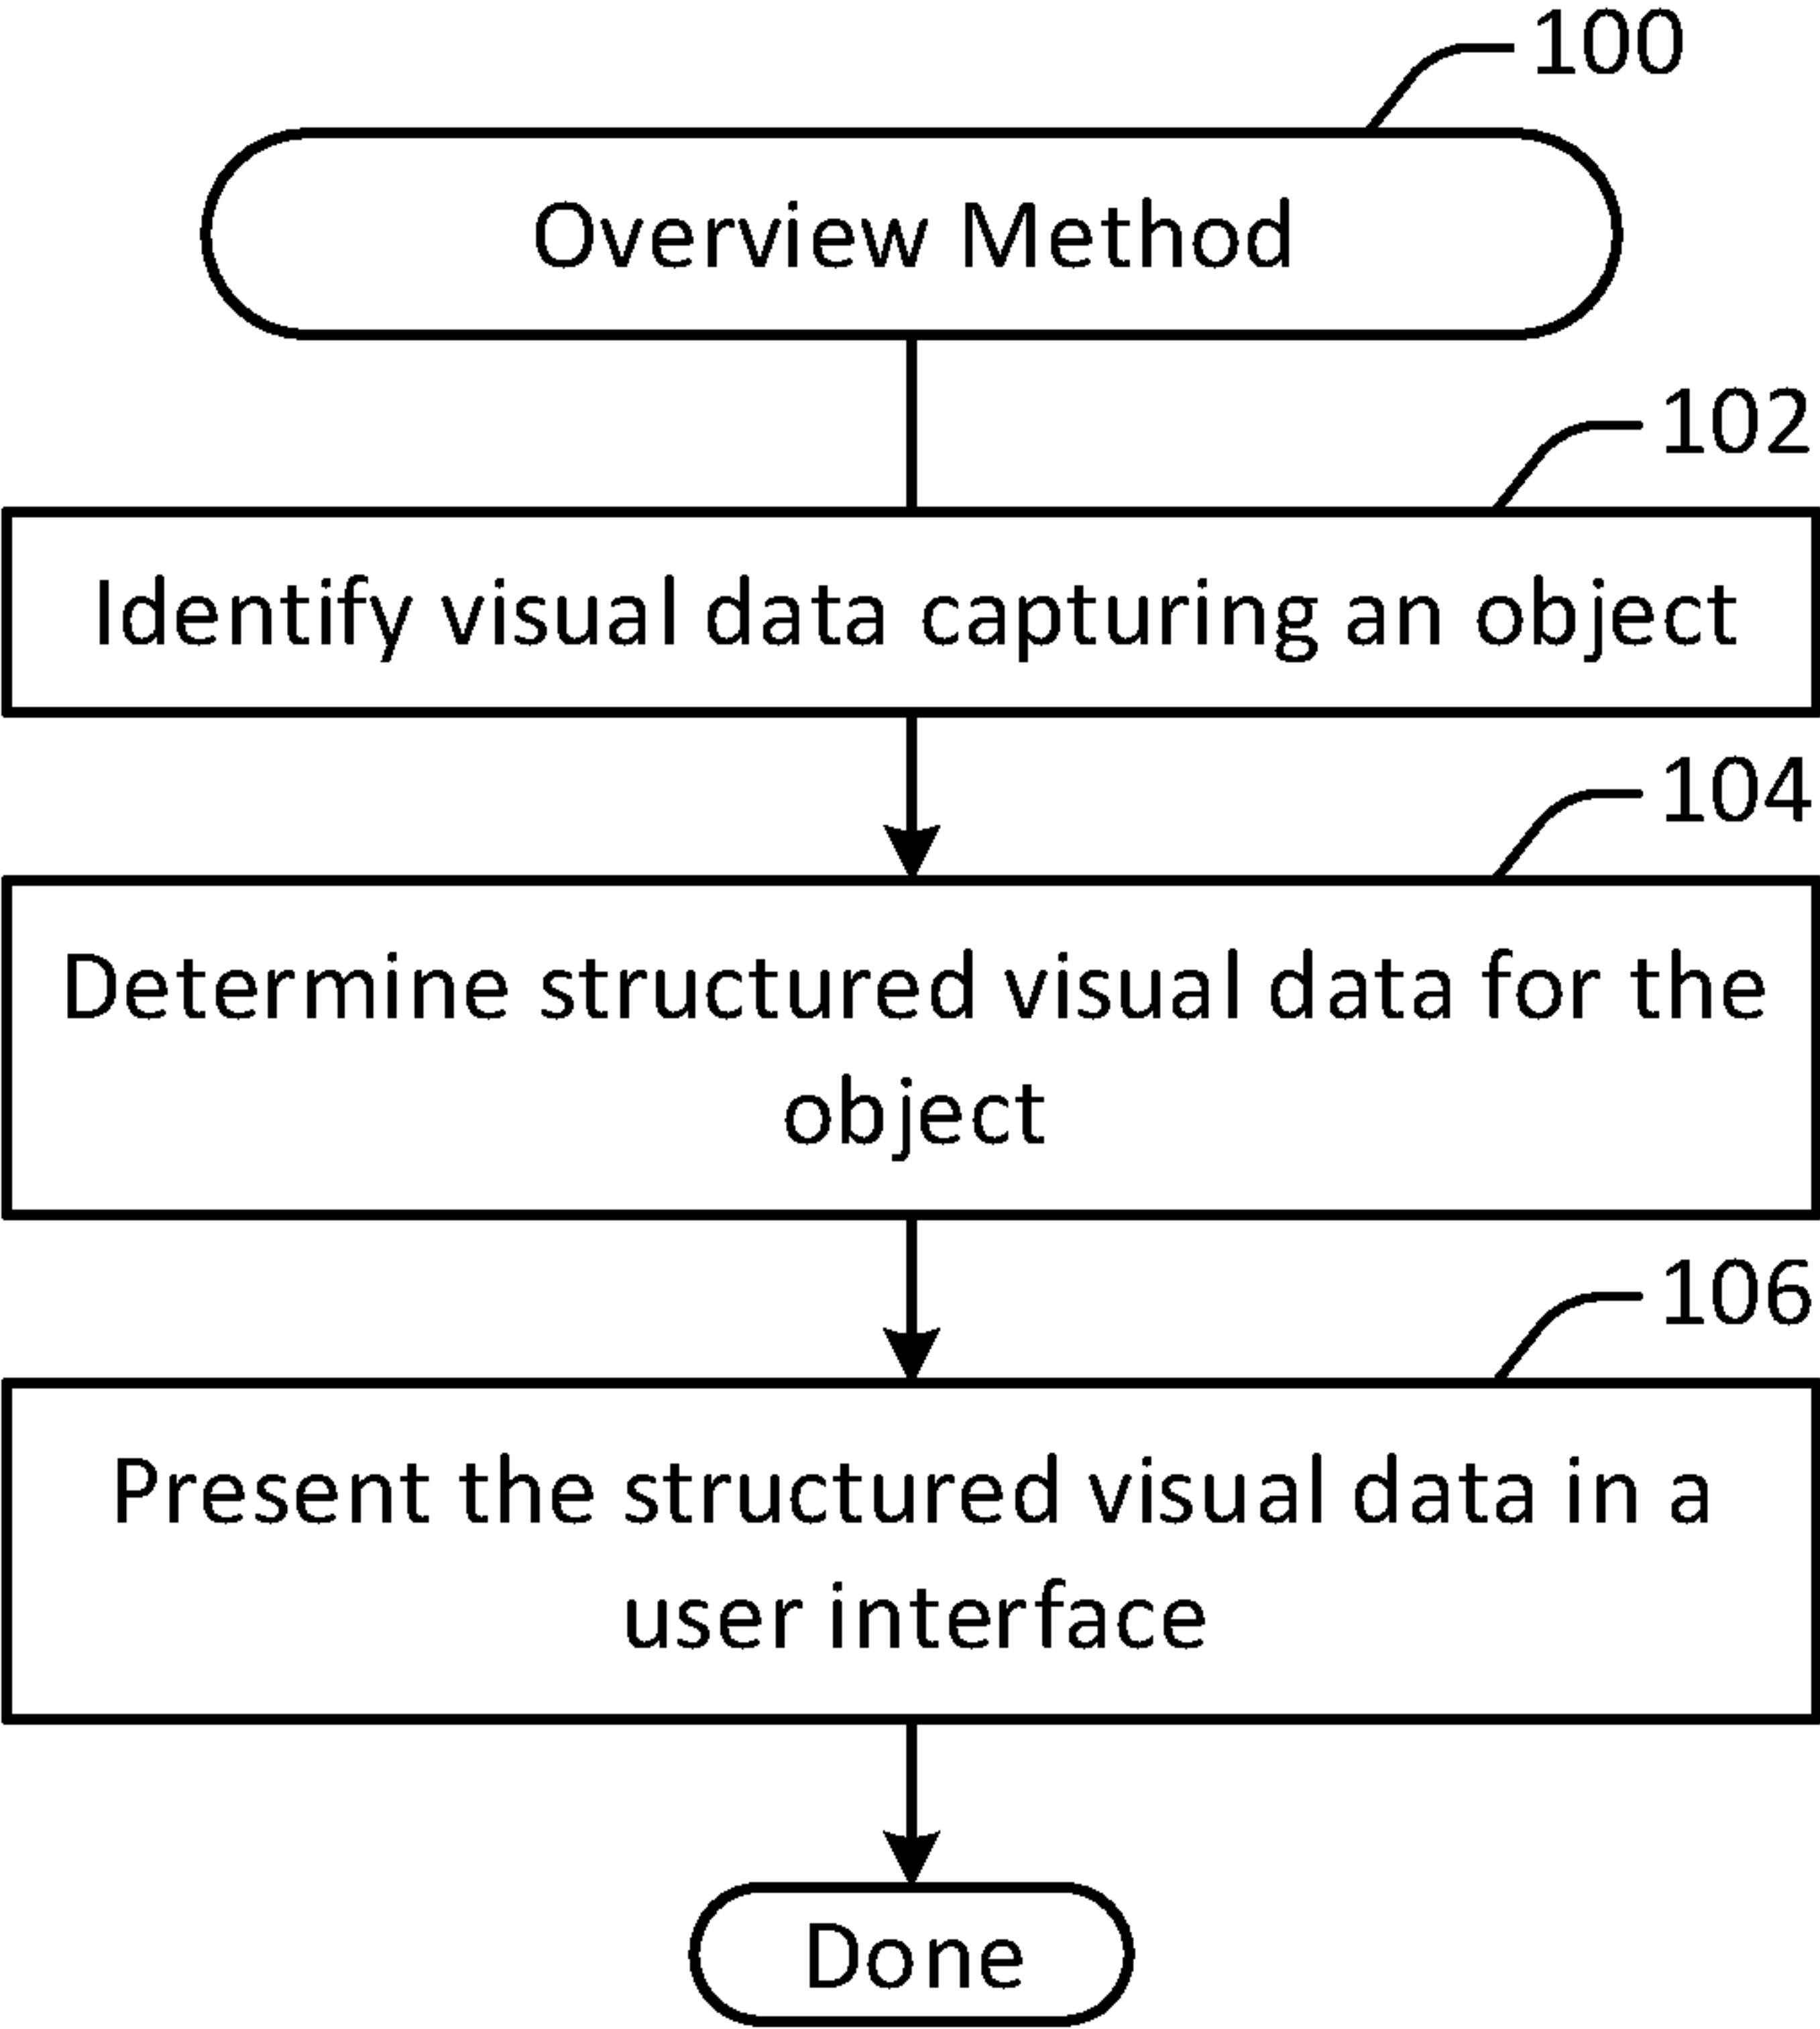 100
Overview Method
102
Identify visual data capturing an object
104
Determine structured visual data for the
object
106
Present the structured visual data in a
user interface
Done